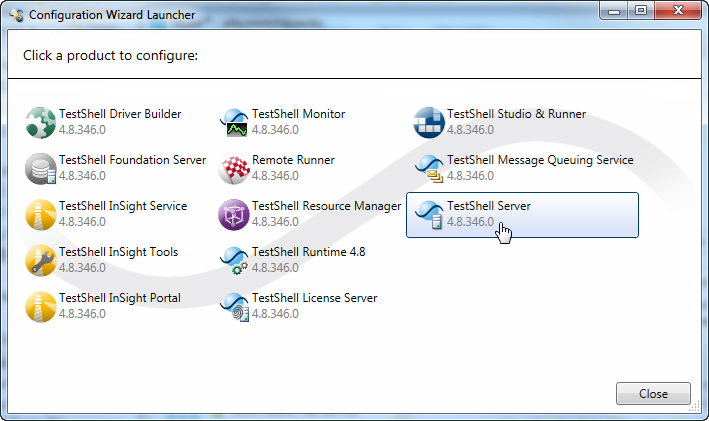 Configuration Wizard Launcher
Click a product to configure:
TestShell Driver Builder
4.8.346.0
TestShell Monitor
4.8.346.0
TestShell Studio & Runner
4.8.346.0
TestShell Foundation Server
4.8.346.0
Remote Runner
4.8.346.0
TestShell Message Queuing Service
4.8.346.0
TestShell InSight Service
4.8.346.0
TestShell Resource Manager
4.8.346.0
TestShell Server
4.8.346.0
TestShell InSight Tools
4.8.346.0
TestShell Runtime 4.8
4.8.346.0
TestShell InSight Portal
4.8.346.0
TestShell License Server
4.8.346.0
Close